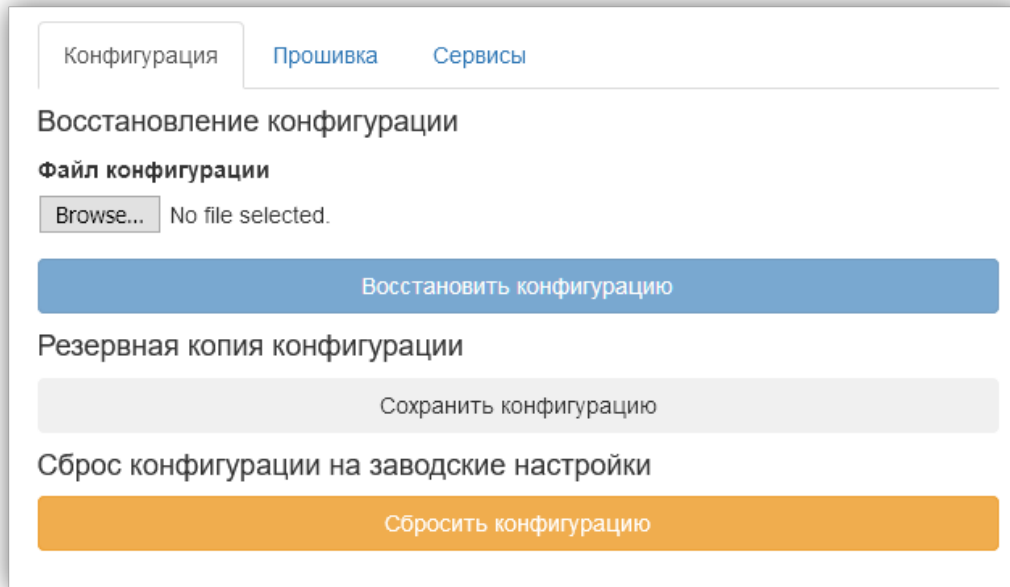 Конфигурация Прошивка Сервисы
Восстановление конфигурации
Файл конфигурации
Browse... No file selected.
Восстановить конфигурацию
Резервная копия конфигурации
Сохранить конфигурацию
Сброс конфигурации на заводские настройки
Сбросить конфигурацию